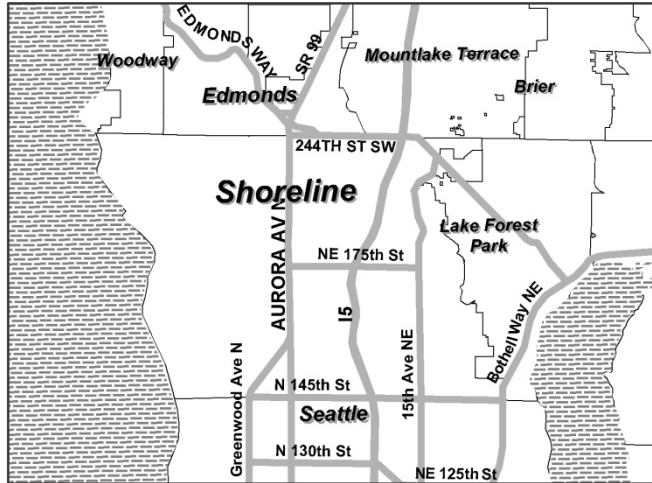 EDMONDS WAY
SR 99
Woodway
Mountlake Terrace
Brier
Edmonds
244TH ST SW
Shoreline
Lake Forest
Park
AURORA AV N
NE 175th St
I5
Bothell Way NE
15th Ave NE
Greenwood Ave N
N 145th St
Seattle
N 130th St
NE 125th St